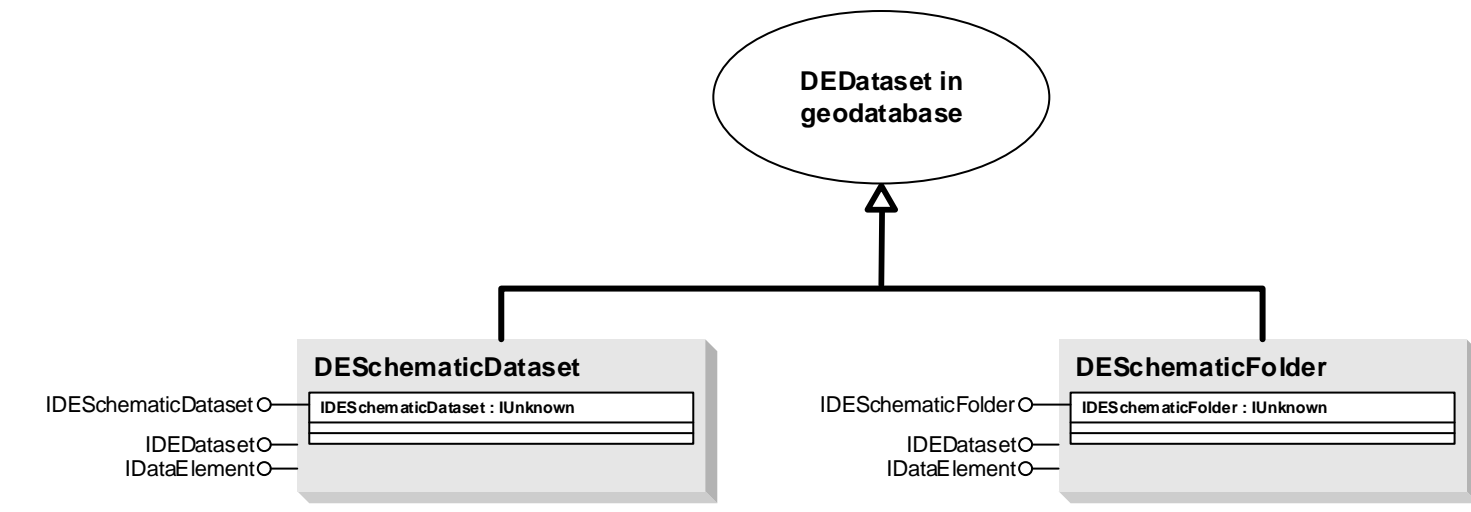 DEDataset in
geodatabase
DESchematicDataset
IDESchematicDataset
IDESchematicDataset : IUnknown
IDEDataset
IDataElement
DESchematicFolder
IDESchematicFolder
IDESchematicFolder : IUnknown
IDEDataset
IDataElement